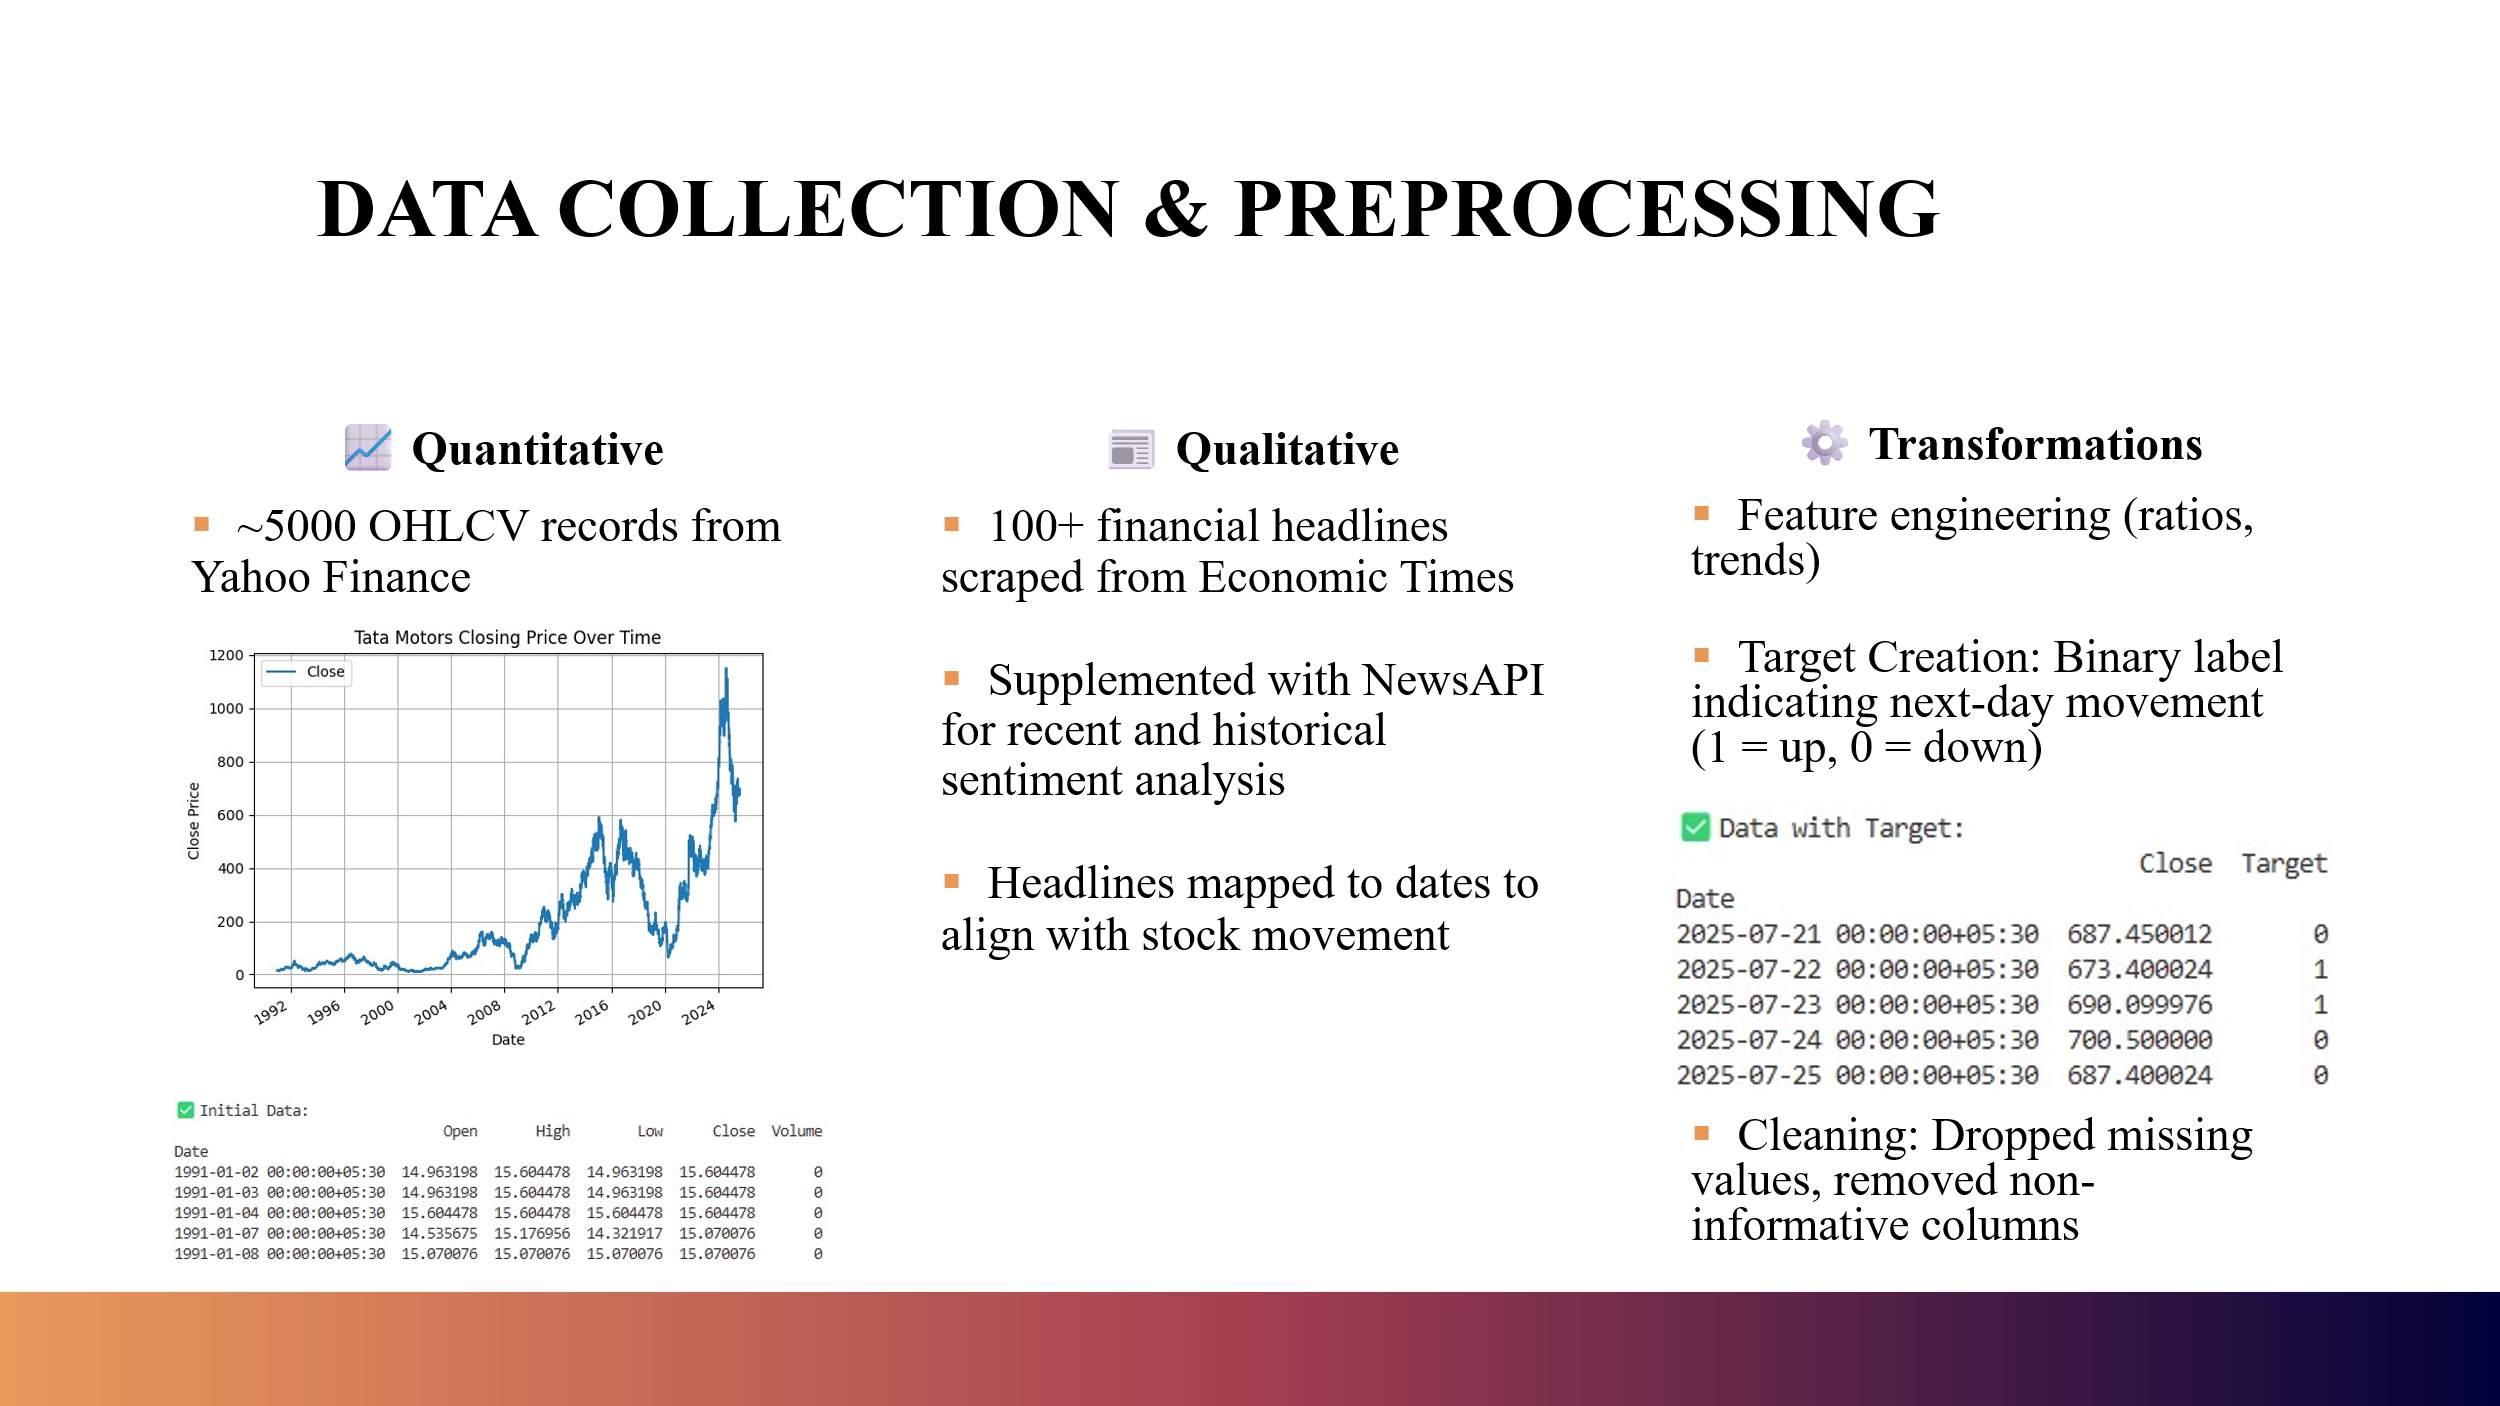 DATA COLLECTION & PREPROCESSING
Quantitative
~5000 OHLCV records from
Yahoo Finance
Tata Motors Closing Price Over Time
Close
1200
1000
800
600
400
200
0
Close Price
1992 1996 2000 2004 2008 2012 2016 2020 2024
Date
Initial Data:
Open High Low Close Volume
Date
1991-01-02 00:00:00+05:30 14.963198 15.604478 14.963198 15.604478 0
1991-01-03 00:00:00+05:30 14.963198 15.604478 14.963198 15.604478 0
1991-01-04 00:00:00+05:30 15.604478 15.604478 15.604478 15.604478 0
1991-01-07 00:00:00+05:30 14.535675 15.176956 14.321917 15.070076 0
1991-01-08 00:00:00+05:30 15.070076 15.070076 15.070076 15.070076 0
Qualitative
100+ financial headlines
scraped from Economic Times
Supplemented with NewsAPI
for recent and historical
sentiment analysis
Headlines mapped to dates to
align with stock movement
Transformations
Feature engineering (ratios,
trends)
Target Creation: Binary label
indicating next-day movement
(1 = up, 0 = down)
Data with Target:
Close Target
Date
2025-07-21 00:00:00+05:30 687.450012 0
2025-07-22 00:00:00+05:30 673.400024 1
2025-07-23 00:00:00+05:30 690.099976 1
2025-07-24 00:00:00+05:30 700.500000 0
2025-07-25 00:00:00+05:30 687.400024 0
Cleaning: Dropped missing
values, removed non-
informative columns